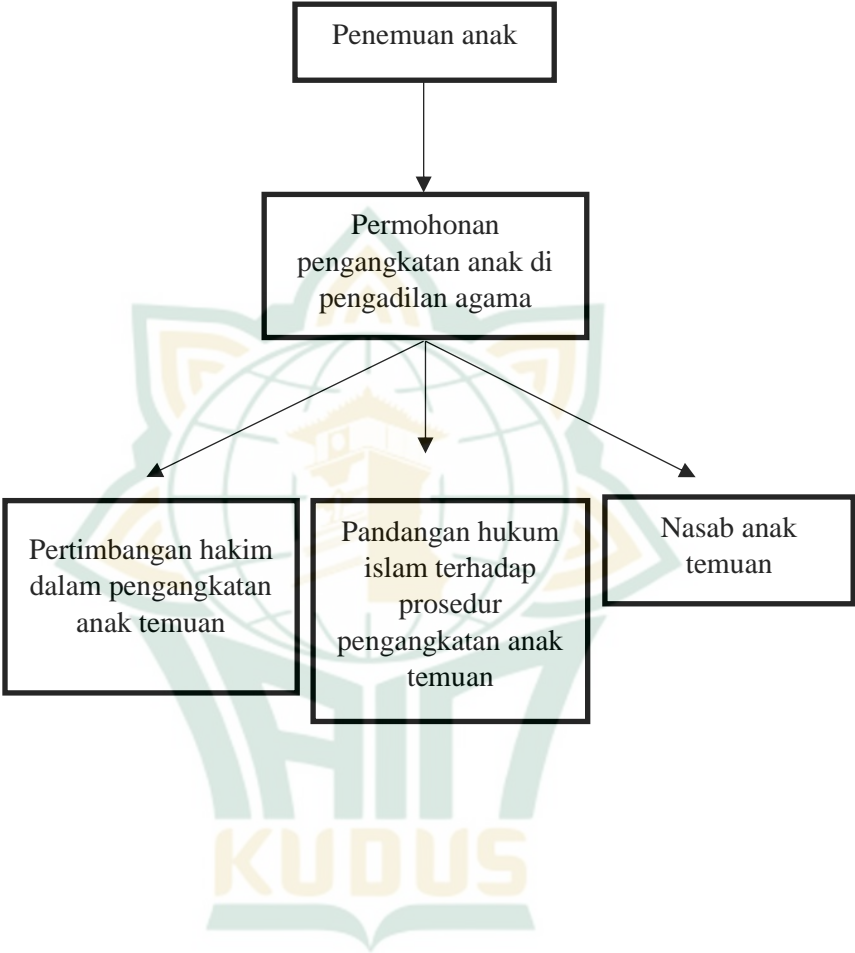 Penemuan anak
Permohonan
pengangkatan anak di
pengadilan agama
Pertimbangan hakim
dalam pengangkatan
anak temuan
Pandangan hukum
islam terhadap
prosedur
pengangkatan anak
temuan
Nasab anak
temuan
KUDUS